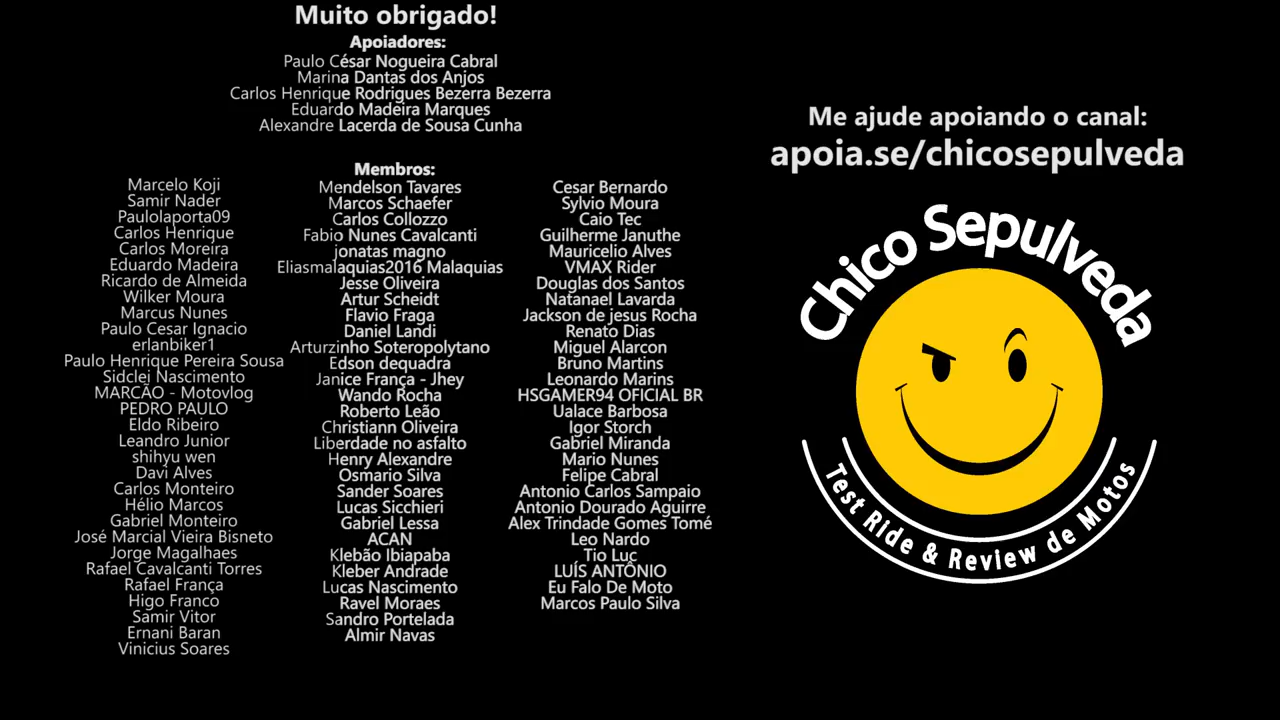 Muito obrigado!
Apoiadores:
Paulo César Nogueira Cabral
Marina Dantas dos Anjos
Carlos Henrique Rodrigues Bezerra Bezerra
Eduardo Madeira Marques
Alexandre Lacerda de Sousa Cunha
Membros:
Marcelo Koji
Samir Nader
Paulolaporta09
Carlos Henrique
Carlos Moreira
Eduardo Madeira
Ricardo de Almeida
Wilker Moura
Marcus Nunes
Paulo Cesar Ignacio
erlanbiker1
Paulo Henrique Pereira Sousa
Sidclei Nascimento
MARCÃO - Motovlog
PEDRO PAULO
Eldo Ribeiro
Leandro Junior
shihyu wen
Davi Alves
Carlos Monteiro
Hélio Marcos
Gabriel Monteiro
José Marcial Vieira Bisneto
Jorge Magalhaes
Rafael Cavalcanti Torres
Rafael França
Higo Franco
Samir Vitor
Ernani Baran
Vinicius Soares
Mendelson Tavares
Marcos Schaefer
Carlos Collozzo
Fabio Nunes Cavalcanti
jonatas magno
Eliasmalaquias2016 Malaquias
Jesse Oliveira
Artur Scheidt
Flavio Fraga
Daniel Landi
Arturzinho Soteropolytano
Edson dequadra
Janice França - Jhey
Wando Rocha
Roberto Leão
Christiann Oliveira
Liberdade no asfalto
Henry Alexandre
Osmario Silva
Sander Soares
Lucas Sicchieri
Gabriel Lessa
ACAN
Klebão Ibiapaba
Kleber Andrade
Lucas Nascimento
Ravel Moraes
Sandro Portelada
Almir Navas
Cesar Bernardo
Sylvio Moura
Caio Tec
Guilherme Januthe
Mauricelio Alves
VMAX Rider
Douglas dos Santos
Natanael Lavarda
Jackson de jesus Rocha
Renato Dias
Miguel Alarcon
Bruno Martins
Leonardo Marins
HSGAMER94 OFICIAL BR
Ualace Barbosa
Igor Storch
Gabriel Miranda
Mario Nunes
Felipe Cabral
Antonio Carlos Sampaio
Antonio Dourado Aguirre
Alex Trindade Gomes Tomé
Leo Nardo
Tio Luc
LUÍS ANTÔNIO
Eu Falo De Moto
Marcos Paulo Silva
Me ajude apoiando o canal:
apoia.se/chicosepulveda
Chico Sepulveda
Test Ride & Review de Motos